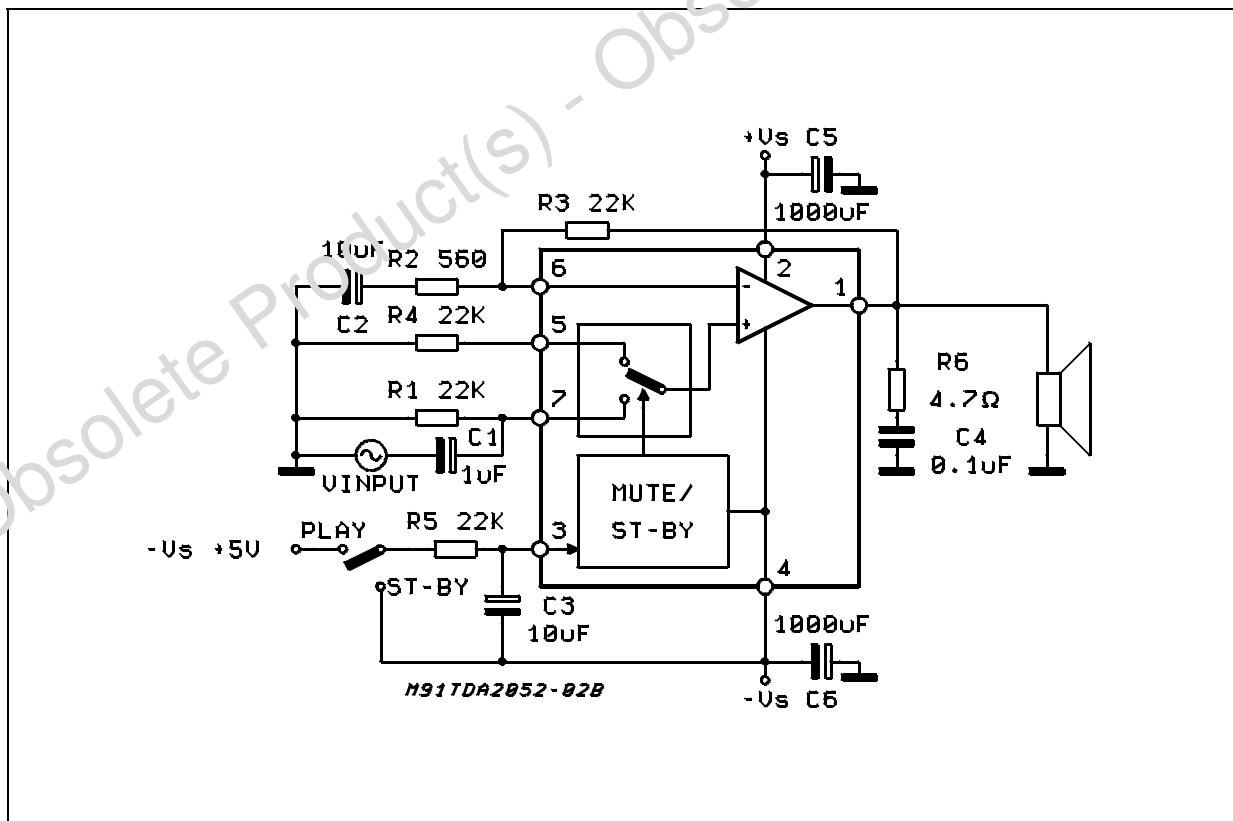 Obsolete Product(s) - Obso
+Vs C5
1000uF
R3 22K
10uF
R2 560
6
2
1
C2
R4 22K
5
R1 22K
7
C1
1uF
VINPUT
R6
4.7Ω
C4
0.1uF
MUTE/
ST-BY
PLAY
R5 22K
3
-Vs +5V
ST-BY
4
C3
10uF
1000uF
-Vs C6
M91TDA2052-02B